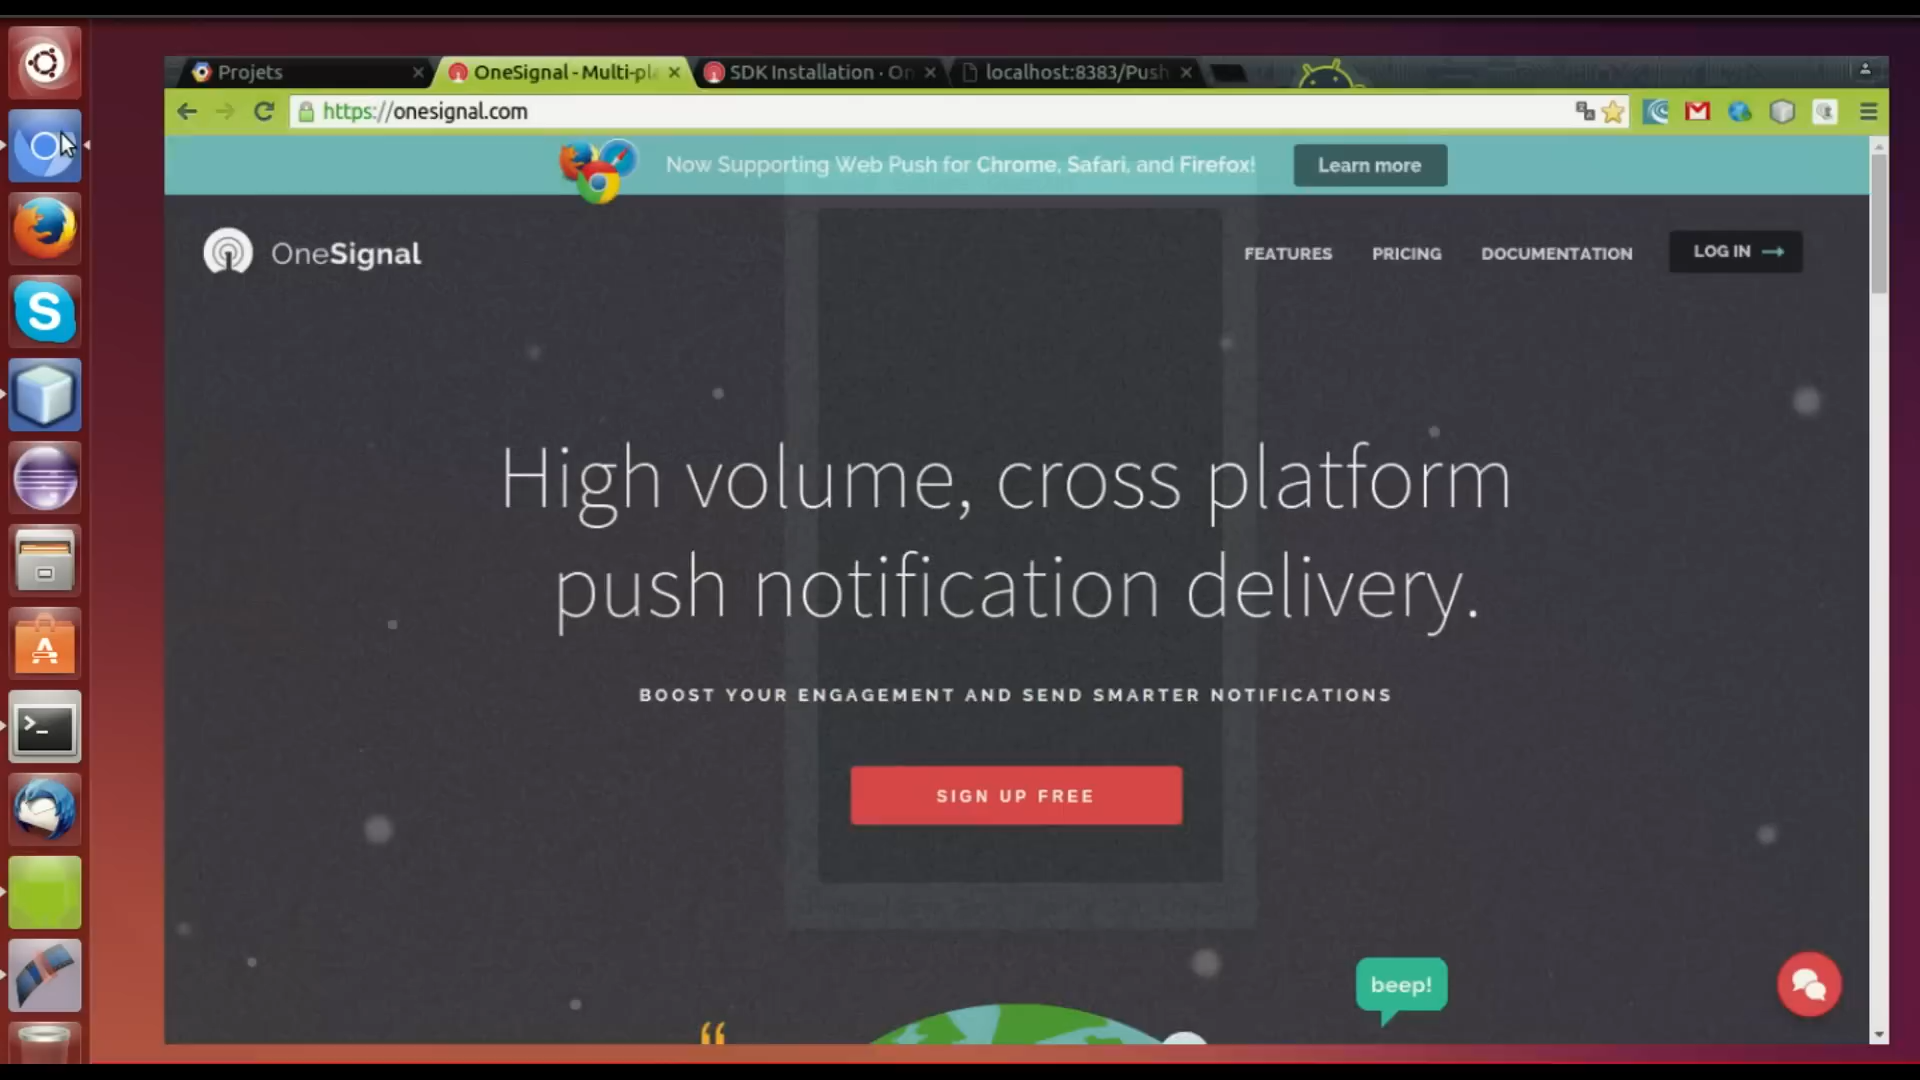 Projets
OneSignal - Multi-pla
SDK Installation · On
localhost:8383/Push
https://onesignal.com
Now Supporting Web Push for Chrome, Safari, and Firefox!
Learn more
OneSignal
FEATURES
PRICING
DOCUMENTATION
LOG IN
High volume, cross platform
push notification delivery.
BOOST YOUR ENGAGEMENT AND SEND SMARTER NOTIFICATIONS
SIGN UP FREE
beep!